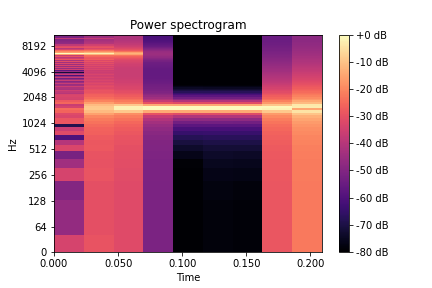 Power spectrogram
8192
4096
2048
1024
512
256
128
64
0
Hz
0.000 0.050 0.100 0.150 0.200
Time
+0 dB
-10 dB
-20 dB
-30 dB
-40 dB
-50 dB
-60 dB
-70 dB
-80 dB